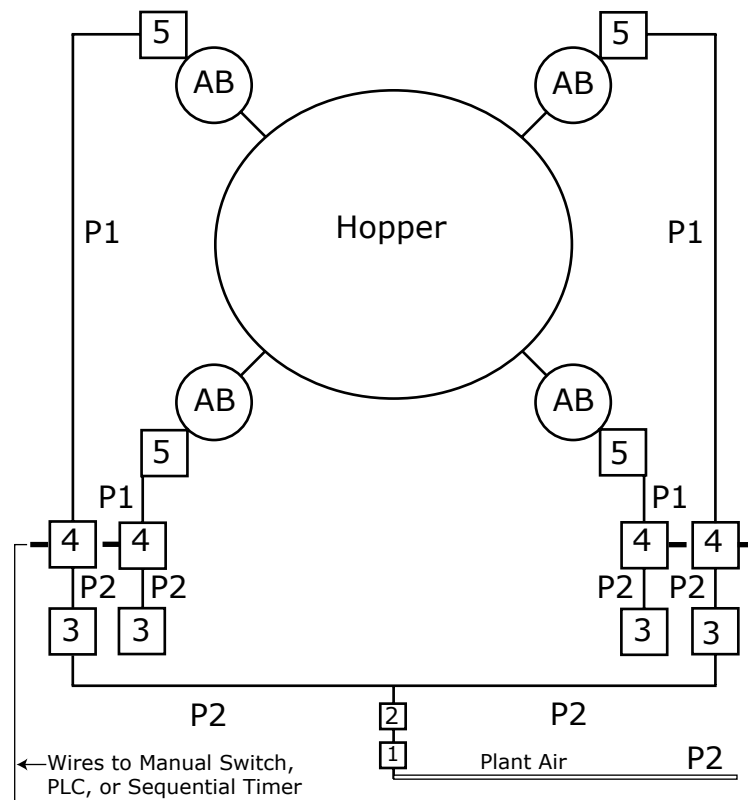 5
5
AB
AB
Hopper
P1
P1
AB
AB
5
5
P1
P1
4
4
4
4
P2
P2
P2
P2
3
3
3
3
P2
2
P2
1
Plant Air
P2
Wires to Manual Switch,
PLC, or Sequential Timer